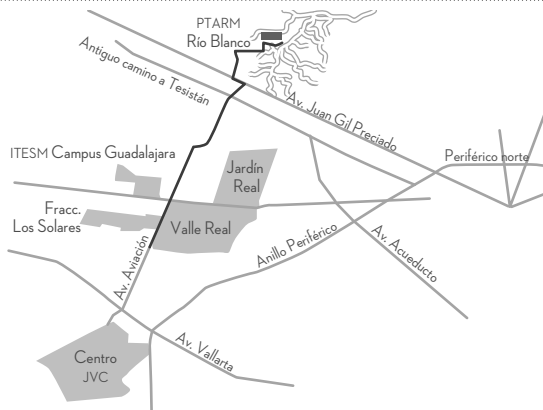 PTARM
Río Blanco
Antiguo camino a Tesistán
Av. Juan Gil Preciado
ITESM Campus Guadalajara
Jardín
Real
Periférico norte
Fracc.
Los Solares
Valle Real
Av. Aviación
Anillo Periférico
Av. Acueducto
Av. Vallarta
Centro
JVC